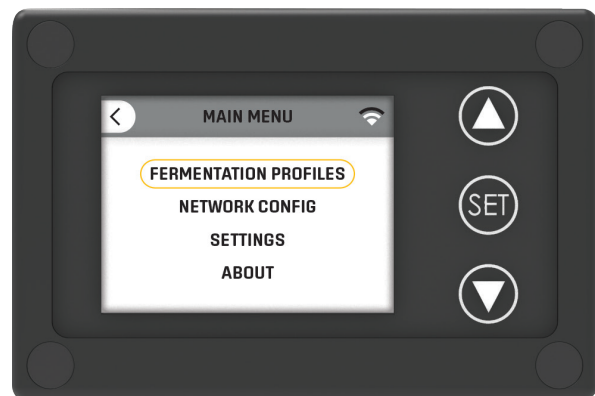 MAIN MENU
FERMENTATION PROFILES
NETWORK CONFIG
SETTINGS
ABOUT
SET